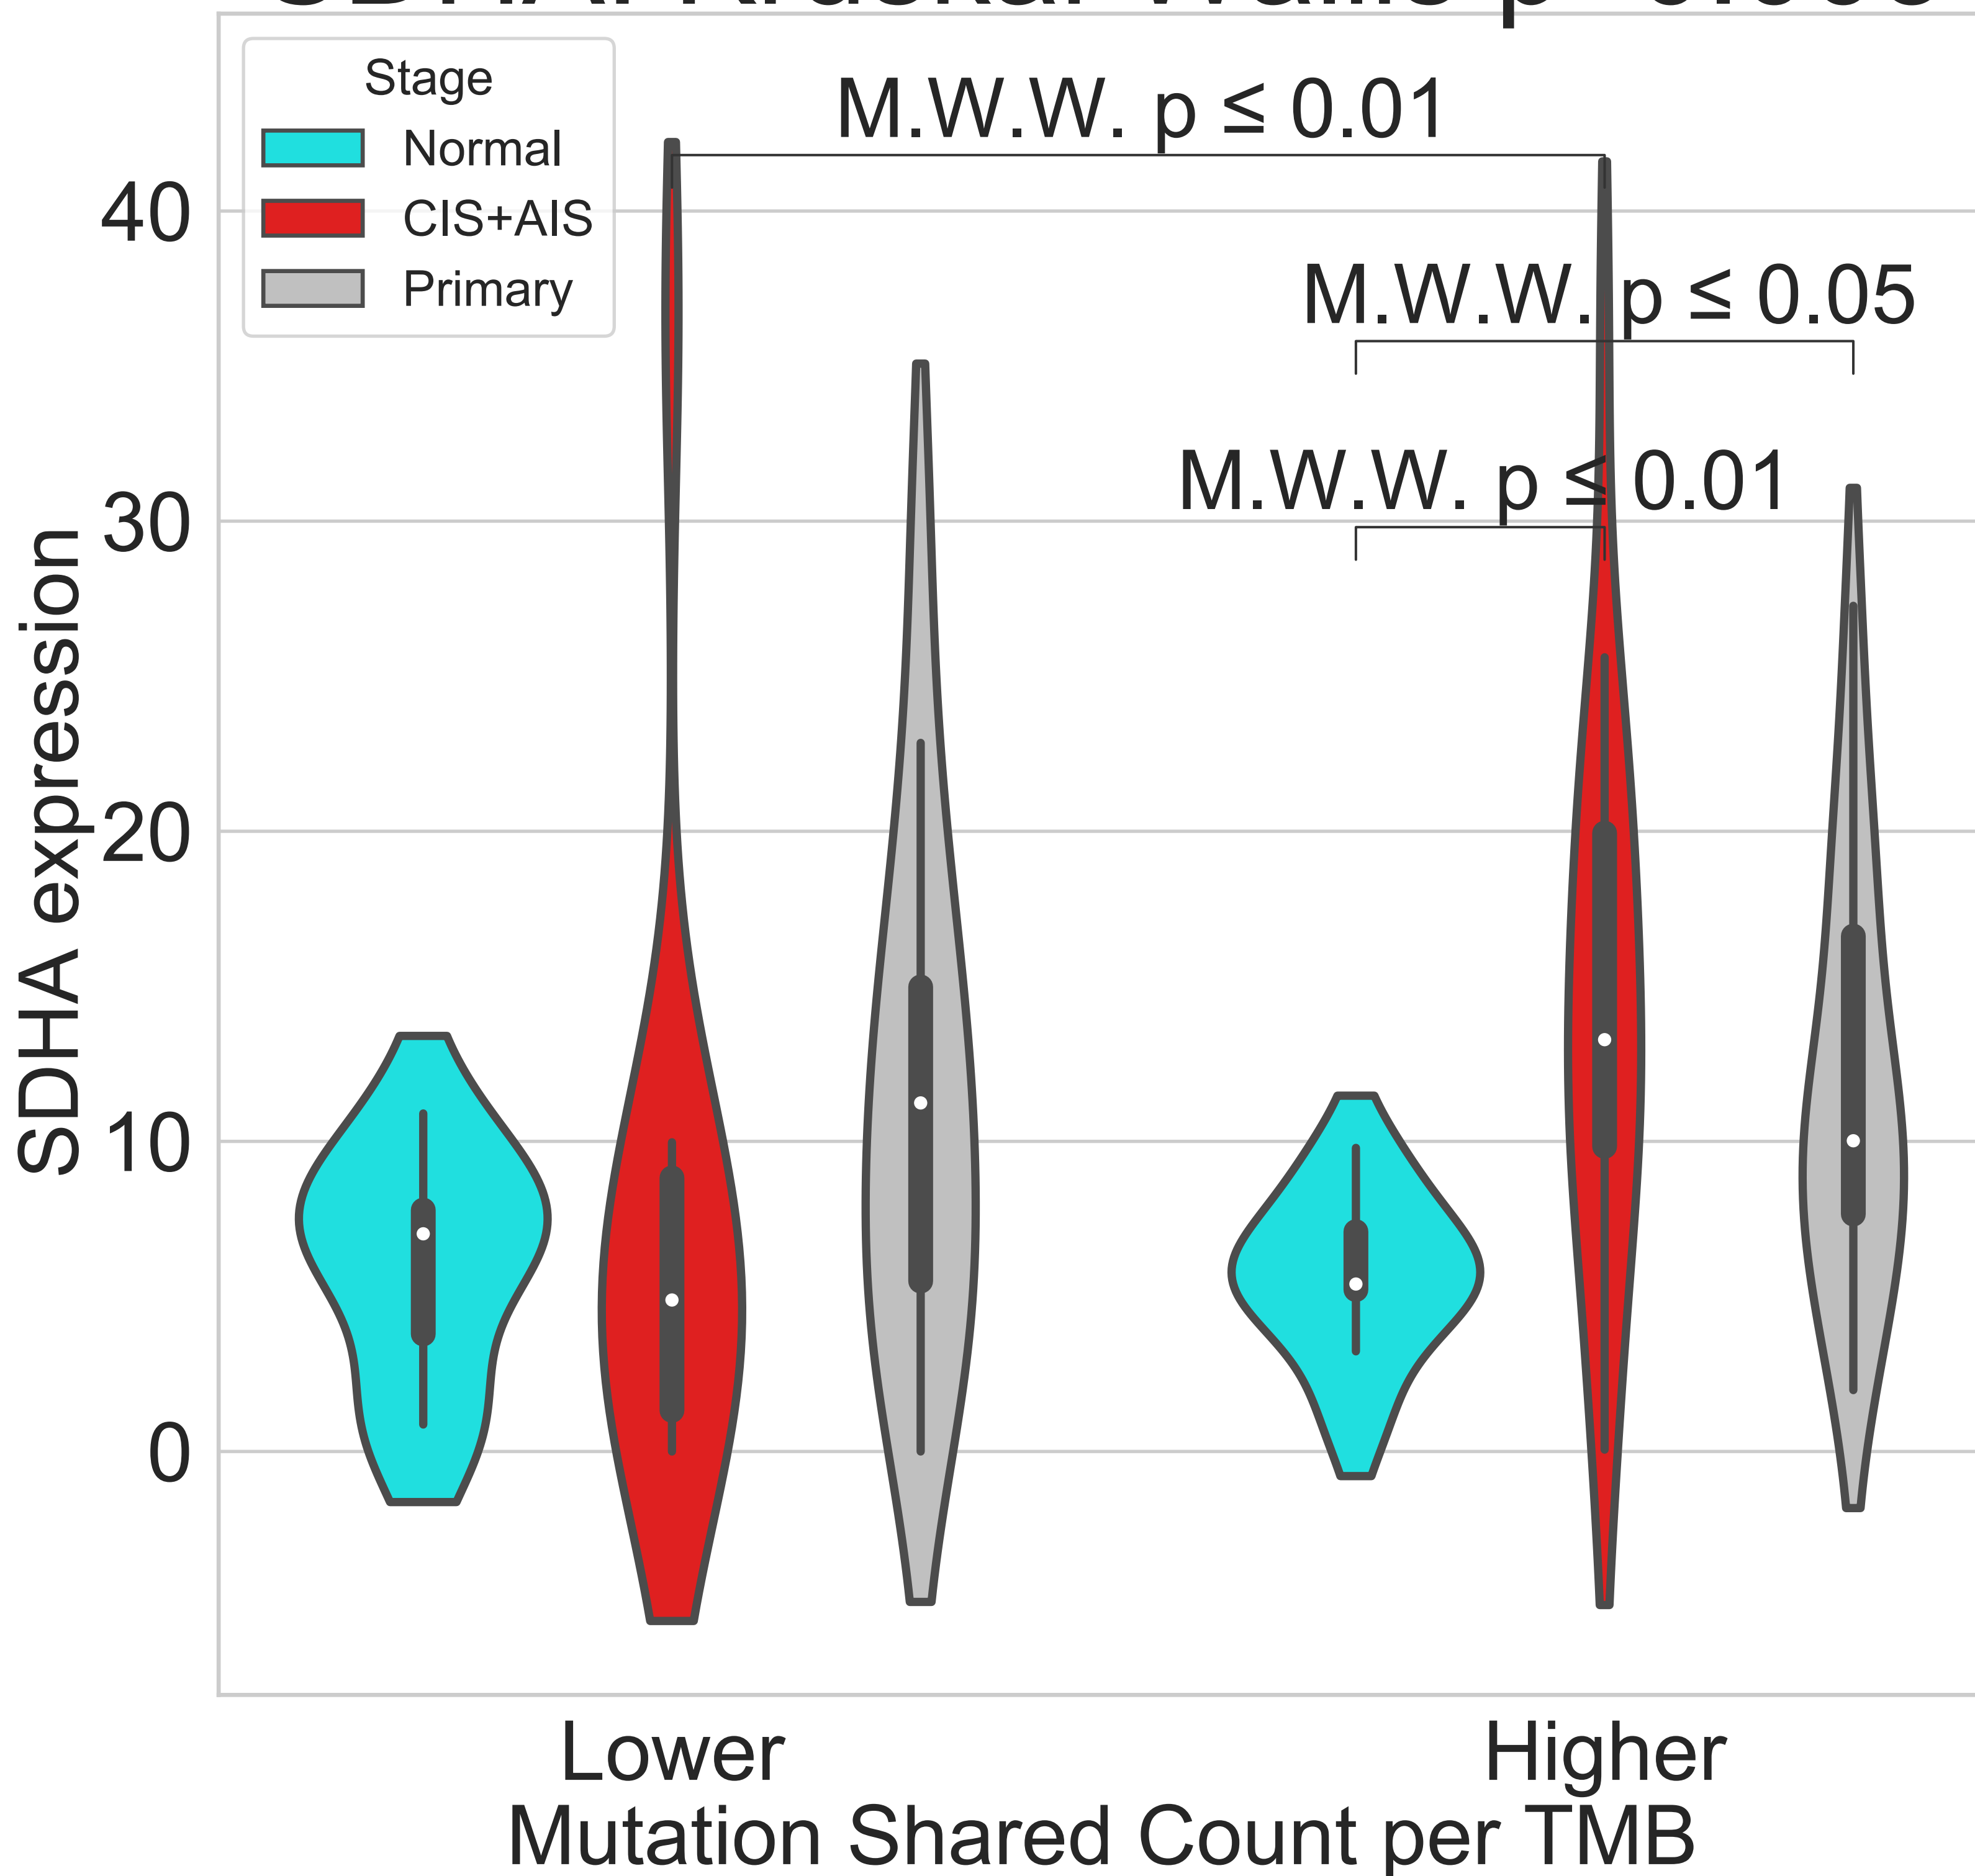 Stage
Normal
CIS+AIS
Primary
M.W.W. p ≤ 0.01
M.W.W. p ≤ 0.05
M.W.W. p ≤ 0.01
40
30
20
10
0
SDHA expression
Lower
Higher
Mutation Shared Count per TMB